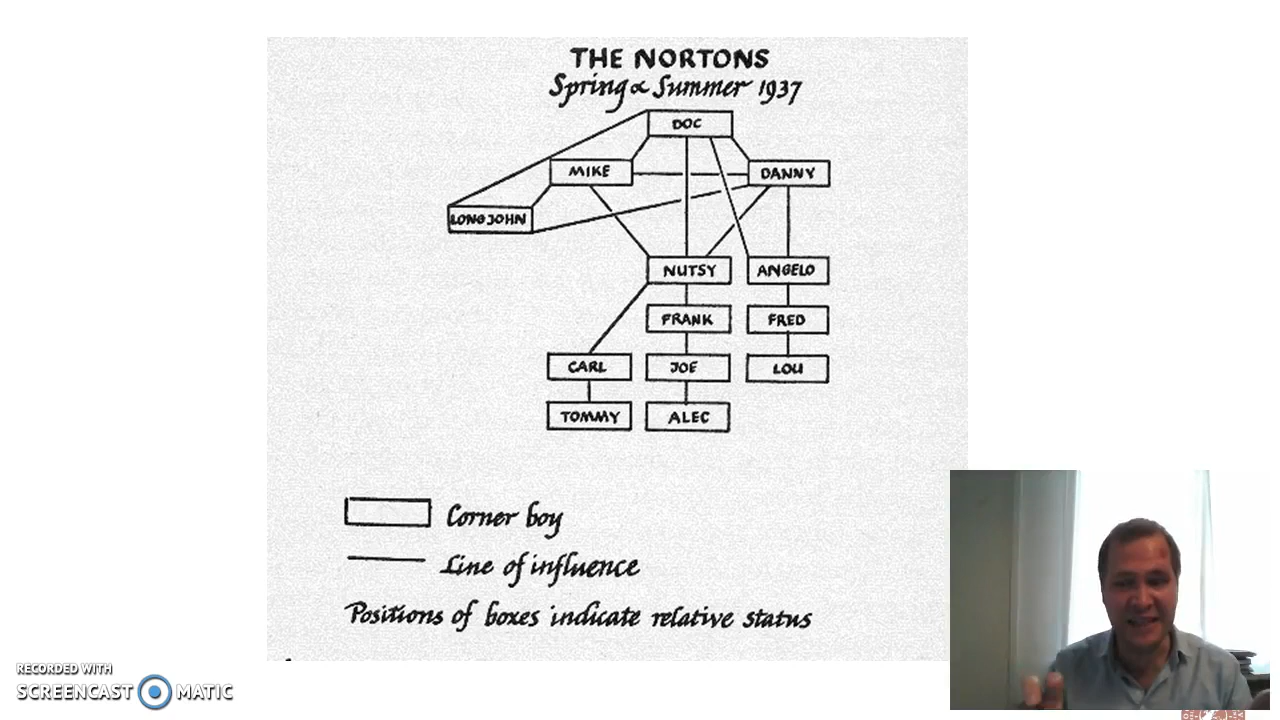 THE NORTONS
Spring & Summer 1937
DOC
MIKE
DANNY
LONG JOHN
NUTSY
ANGELO
FRANK
FRED
CARL
JOE
LOU
TOMMY
ALEC
Corner boy
Line of influence
Positions of boxes indicate relative status
RECORDED WITH
SCREENCAST MATIC